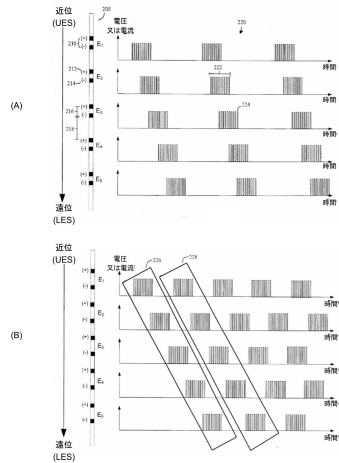 近位
(UES)
200
電圧
又は電流
220
210
(+)
(-)
E1
時間
212
(+)
214
(-)
E2
222
時間
216
(+)
(-)
E3
224
時間
218
(A)
(+)
(-)
E4
時間
(+)
(-)
E5
時間
遠位
(LES)
近位
(UES)
電圧
又は電流
226
228
(+)
(-)
E1
時間
(+)
(-)
E2
時間
(+)
(-)
E3
時間
(B)
(+)
(-)
E4
時間
(+)
(-)
E5
時間
遠位
(LES)